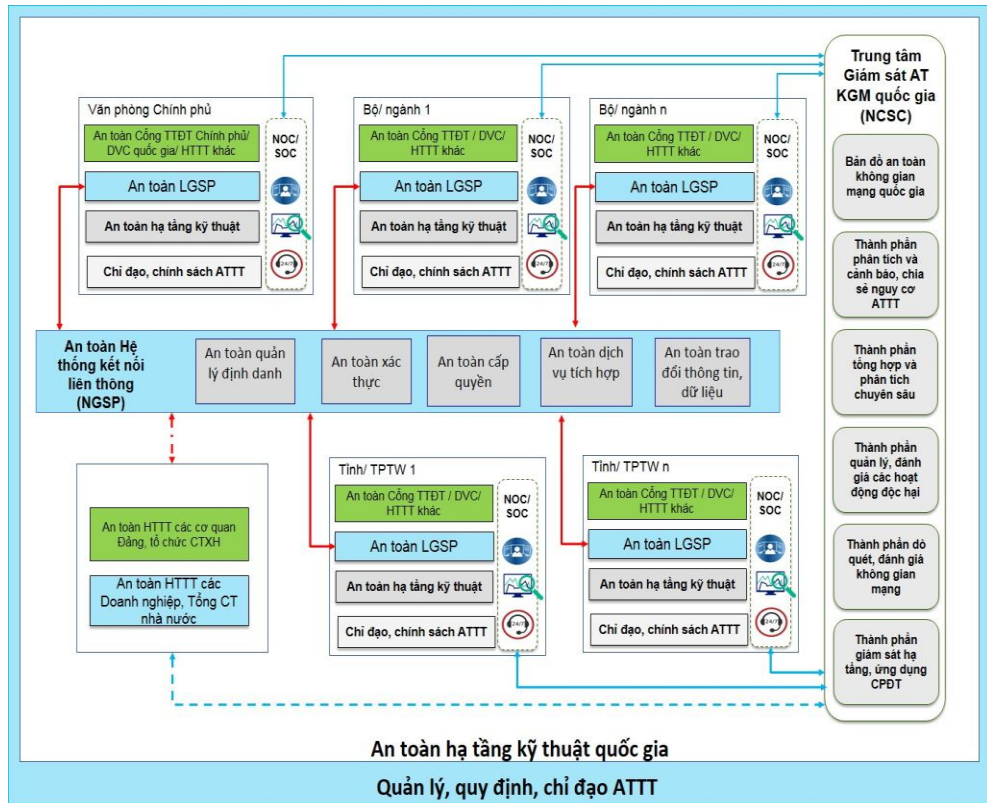 Văn phòng Chính phủ
An toàn Cổng TTĐT Chính phủ/
DVC quốc gia/ HTTT khác
An toàn LGSP
An toàn hạ tầng kỹ thuật
Chỉ đạo, chính sách ATTT
NOC/
SOC
24/7
Bộ/ ngành 1
An toàn Cổng TTĐT / DVC/
HTTT khác
An toàn LGSP
An toàn hạ tầng kỹ thuật
Chỉ đạo, chính sách ATTT
NOC/
SOC
24/7
Bộ/ ngành n
An toàn Cổng TTĐT / DVC/
HTTT khác
An toàn LGSP
An toàn hạ tầng kỹ thuật
Chỉ đạo, chính sách ATTT
NOC/
SOC
24/7
Trung tâm
Giám sát AT
KGM quốc gia
(NCSC)
Bản đồ an toàn
không gian
mạng quốc gia
Thành phần
phân tích và
cảnh báo, chia
sẻ nguy cơ
ATTT
Thành phần
tổng hợp và
phân tích
chuyên sâu
Thành phần
quản lý, đánh
giá các hoạt
động độc hại
Thành phần dò
quét, đánh giá
không gian
mạng
Thành phần
giám sát hạ
tầng, ứng dụng
CPĐT
An toàn Hệ
thống kết nối
liên thông
(NGSP)
An toàn quản
lý định danh
An toàn xác
thực
An toàn cấp
quyền
An toàn dịch
vụ tích hợp
An toàn trao
đổi thông tin,
dữ liệu
An toàn HTTT các cơ quan
Đảng, tổ chức CTXH
An toàn HTTT các
Doanh nghiệp, Tổng CT
nhà nước
Tỉnh/ TPTW 1
An toàn Cổng TTĐT / DVC/
HTTT khác
An toàn LGSP
An toàn hạ tầng kỹ thuật
Chỉ đạo, chính sách ATTT
NOC/
SOC
24/7
Tỉnh/ TPTW n
An toàn Cổng TTĐT / DVC/
HTTT khác
An toàn LGSP
An toàn hạ tầng kỹ thuật
Chỉ đạo, chính sách ATTT
NOC/
SOC
24/7
An toàn hạ tầng kỹ thuật quốc gia
Quản lý, quy định, chỉ đạo ATTT